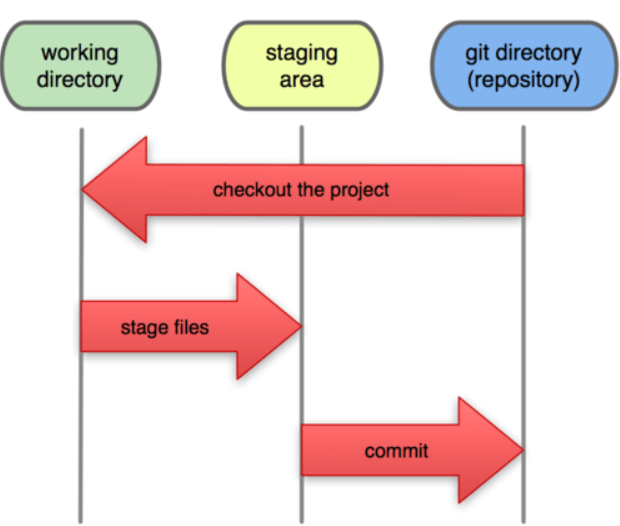 working
directory
staging
area
git directory
(repository)
checkout the project
stage files
commit